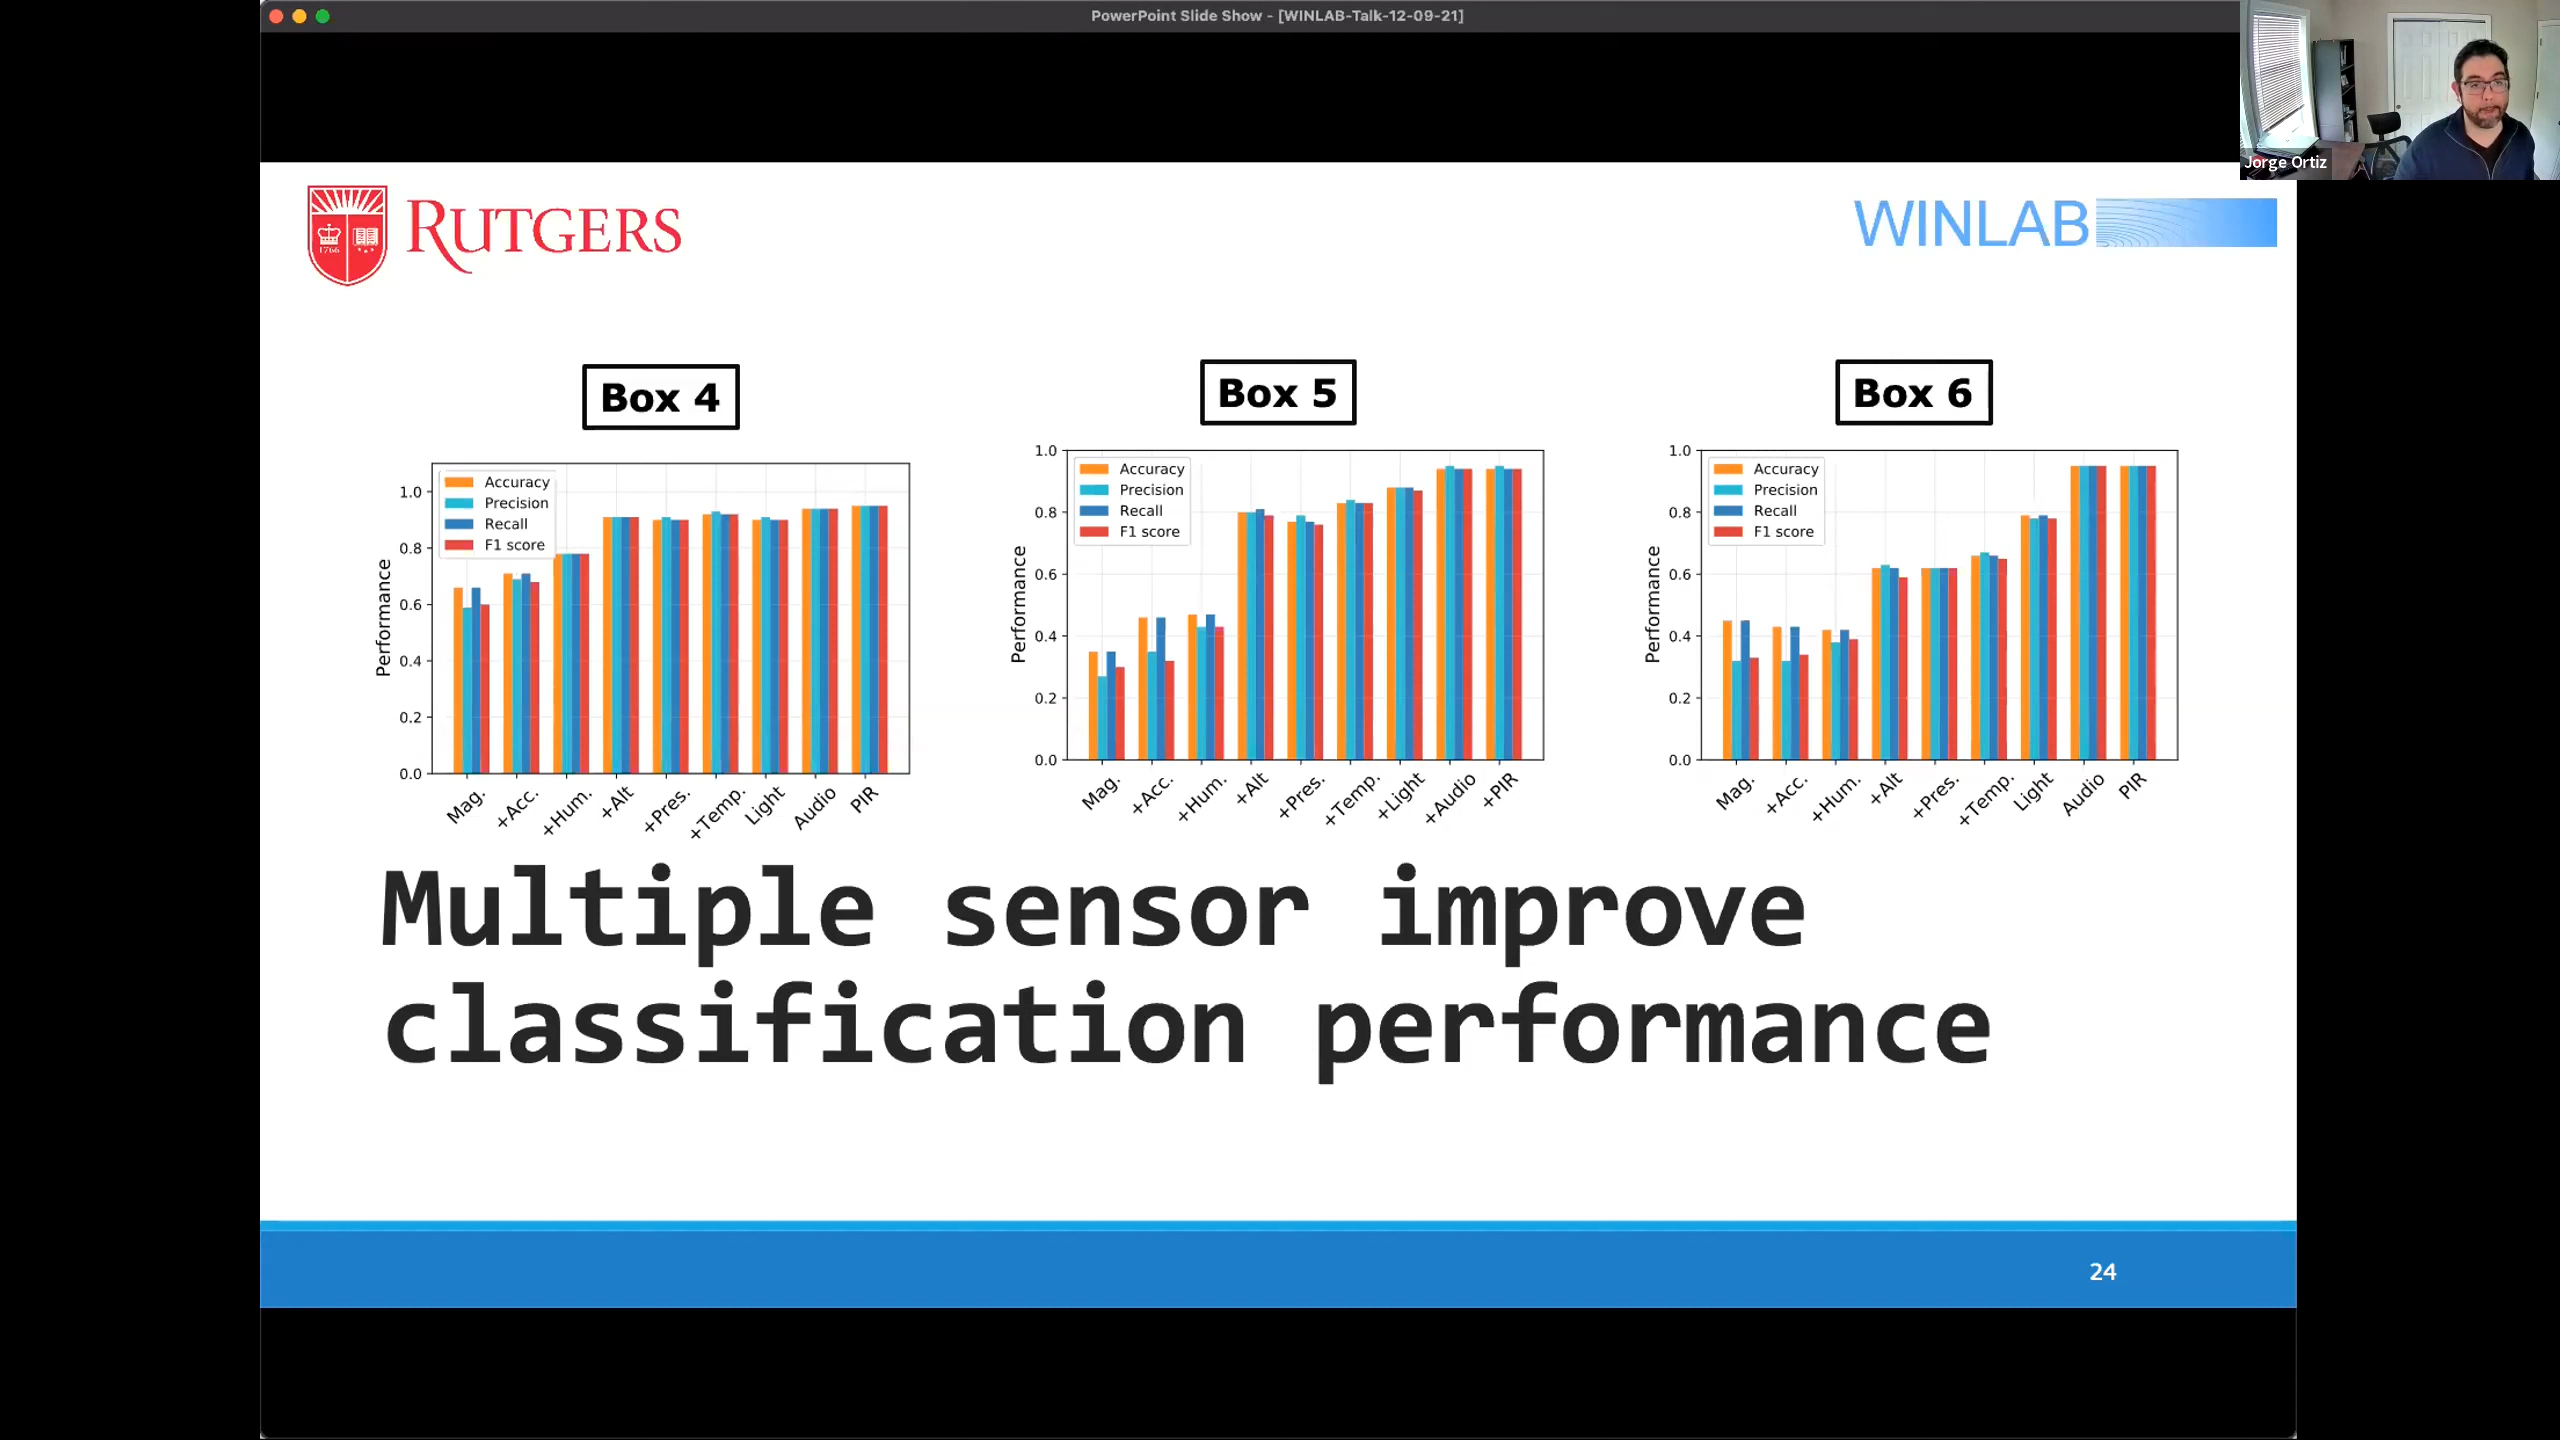 PowerPoint Slide Show - [WINLAB-Talk-12-09-21]
Jorge Ortiz
1766
RUTGERS
WINLAB
Box 4
Box 5
Box 6
Accuracy
Precision
Recall
F1 score
Performance
1.0
0.8
0.6
0.4
0.2
0.0
Mag. +Acc. +Hum. +Alt +Pres. +Temp. Light Audio PIR
Accuracy
Precision
Recall
F1 score
Performance
1.0
0.8
0.6
0.4
0.2
0.0
Mag. +Acc. +Hum. +Alt +Pres. +Temp. +Light +Audio +PIR
Accuracy
Precision
Recall
F1 score
Performance
1.0
0.8
0.6
0.4
0.2
0.0
Mag. +Acc. +Hum. +Alt +Pres. +Temp. Light Audio PIR
Multiple sensor improve
classification performance
24